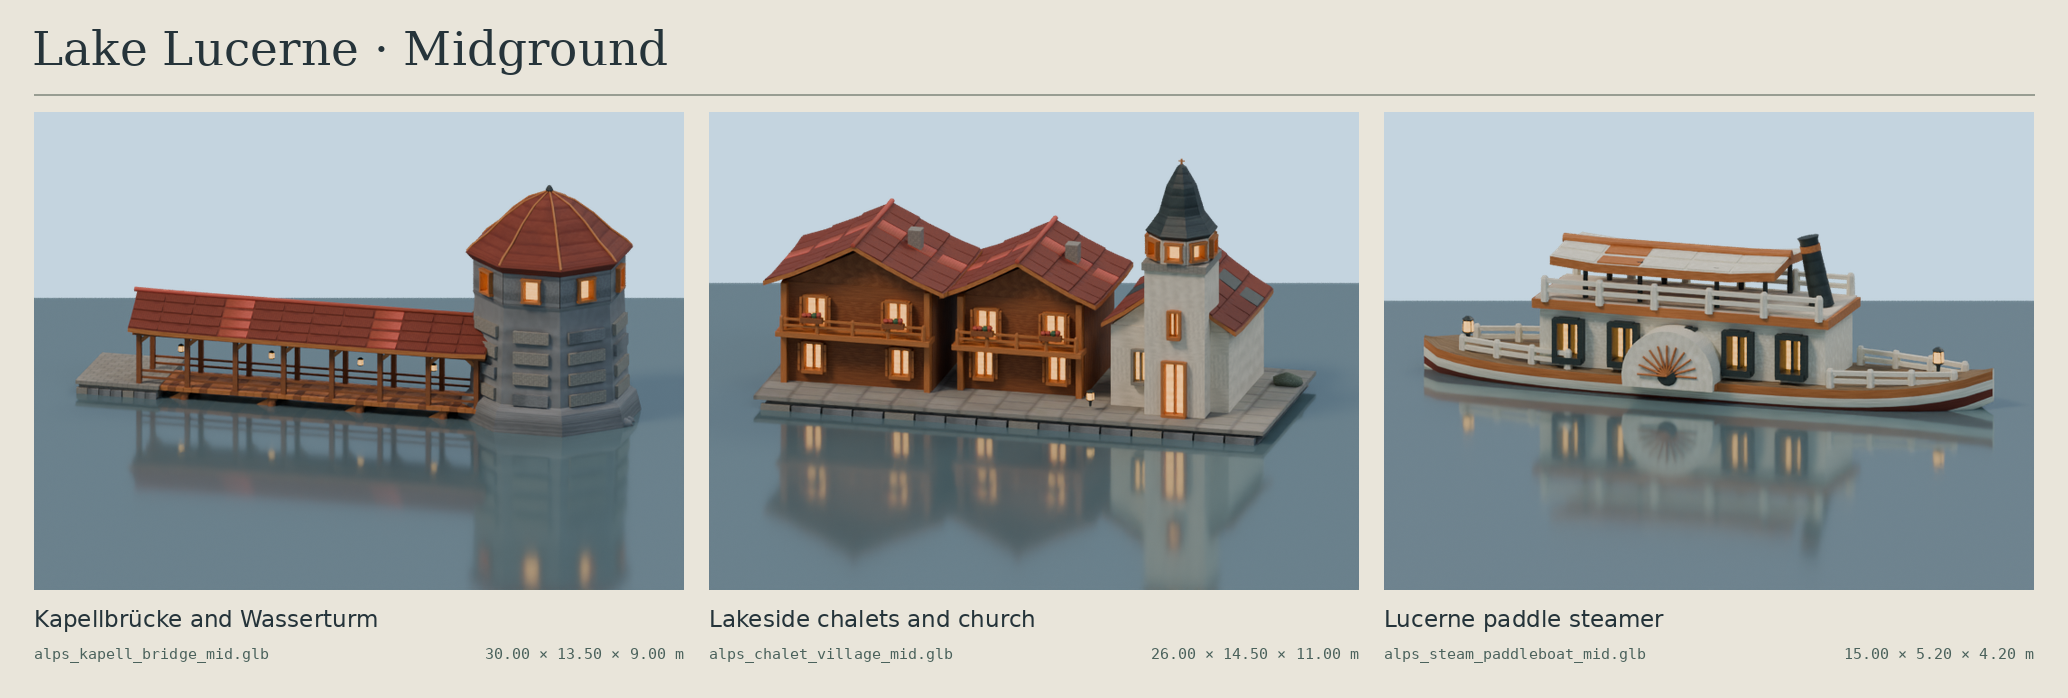 Lake Lucerne · Midground
Kapellbrücke and Wasserturm
alps_kapell_bridge_mid.glb 30.00 × 13.50 × 9.00 m
Lakeside chalets and church
alps_chalet_village_mid.glb 26.00 × 14.50 × 11.00 m
Lucerne paddle steamer
alps_steam_paddleboat_mid.glb 15.00 × 5.20 × 4.20 m